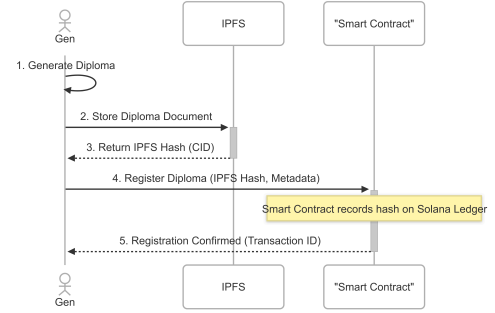 Gen
IPFS
"Smart Contract"
1. Generate Diploma
2. Store Diploma Document
3. Return IPFS Hash (CID)
4. Register Diploma (IPFS Hash, Metadata)
Smart Contract records hash on Solana Ledger
5. Registration Confirmed (Transaction ID)
Gen
IPFS
"Smart Contract"